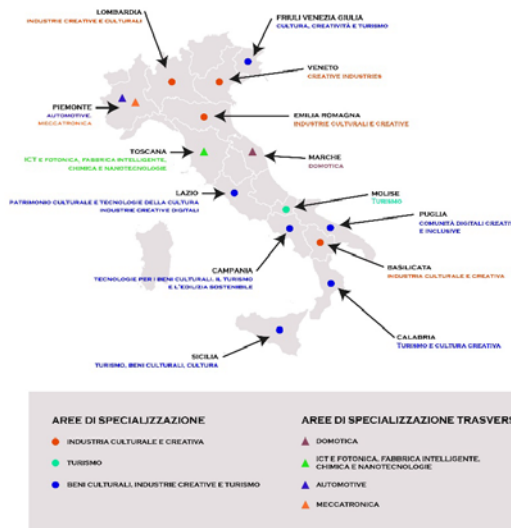 LOMBARDIA
INDUSTRIE CREATIVE E CULTURALI
FRIULI VENEZIA GIULIA
CULTURA, CREATIVITÀ E TURISMO
VENETO
CREATIVE INDUSTRIES
PIEMONTE
AUTOMOTIVE,
MECCATRONICA
EMILIA ROMAGNA
INDUSTRIE CULTURALI E CREATIVE
TOSCANA
ICT E FOTONICA, FABBRICA INTELLIGENTE,
CHIMICA E NANOTECNOLOGIE
MARCHE
DOMOTICA
LAZIO
PATRIMONIO CULTURALE E TECNOLOGIE DELLA CULTURA
INDUSTRIE CREATIVE DIGITALI
MOLISE
TURISMO
PUGLIA
COMUNITÀ DIGITALI CREATIVE
E INCLUSIVE
CAMPANIA
TECNOLOGIE PER I BENI CULTURALI, IL TURISMO
E L'EDILIZIA SOSTENIBILE
BASILICATA
INDUSTRIA CULTURALE E CREATIVA
CALABRIA
TURISMO E CULTURA CREATIVA
SICILIA
TURISMO, BENI CULTURALI, CULTURA
AREE DI SPECIALIZZAZIONE
INDUSTRIA CULTURALE E CREATIVA
TURISMO
BENI CULTURALI, INDUSTRIE CREATIVE E TURISMO
AREE DI SPECIALIZZAZIONE TRASVERS
DOMOTICA
ICT E FOTONICA, FABBRICA INTELLIGENTE,
CHIMICA E NANOTECNOLOGIE
AUTOMOTIVE
MECCATRONICA